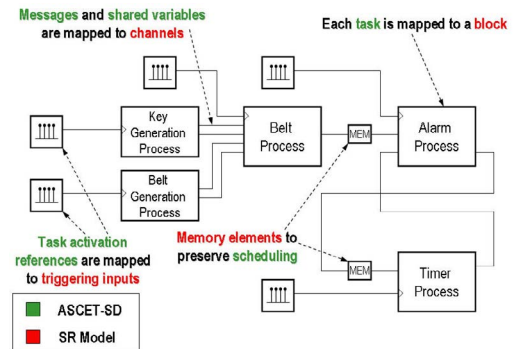 Messages and shared variables
are mapped to channels
Each task is mapped to a block
Key
Generation
Process
Belt
Process
MEM
Alarm
Process
Belt
Generation
Process
Task activation
references are mapped
to triggering inputs
Memory elements to
preserve scheduling
MEM
Timer
Process
ASCET-SD
SR Model